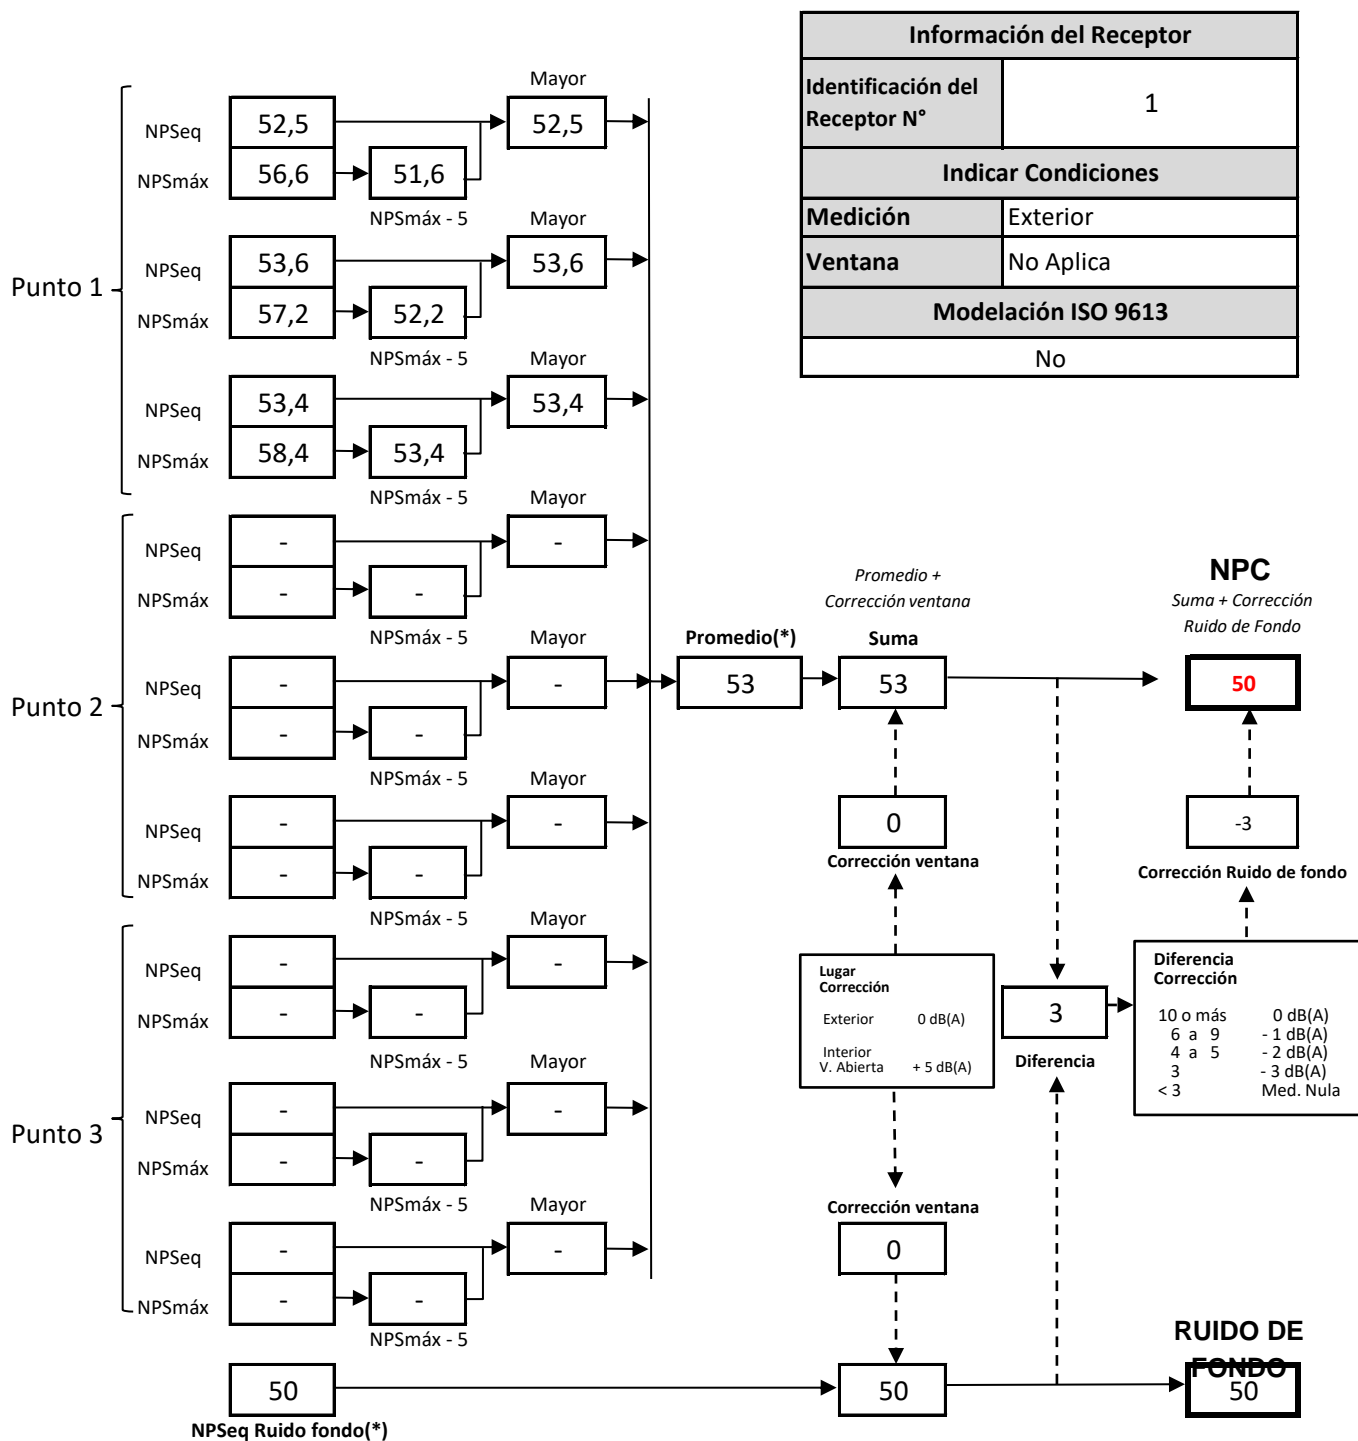 Información del Receptor
Identificación del
Receptor N°
1
Indicar Condiciones
Medición
Exterior
Ventana
No Aplica
Modelación ISO 9613
No
Punto 1
Mayor
NPSeq
52,5
52,5
NPSmáx
56,6
51,6
NPSmáx - 5
Mayor
NPSeq
53,6
53,6
NPSmáx
57,2
52,2
NPSmáx - 5
Mayor
NPSeq
53,4
53,4
NPSmáx
58,4
53,4
NPSmáx - 5
Punto 2
Mayor
NPSeq
-
-
NPSmáx
-
-
NPSmáx - 5
Mayor
NPSeq
-
-
NPSmáx
-
-
NPSmáx - 5
Mayor
NPSeq
-
-
NPSmáx
-
-
NPSmáx - 5
Punto 3
Mayor
NPSeq
-
-
NPSmáx
-
-
NPSmáx - 5
Mayor
NPSeq
-
-
NPSmáx
-
-
NPSmáx - 5
Mayor
NPSeq
-
-
NPSmáx
-
-
NPSmáx - 5
50
NPSeq Ruido fondo(*)
Promedio(*)
53
Promedio +
Corrección ventana
Suma
53
0
Corrección ventana
Lugar
Corrección
Exterior 0 dB(A)
Interior
V. Abierta + 5 dB(A)
Corrección ventana
0
50
3
Diferencia
NPC
Suma + Corrección
Ruido de Fondo
50
-3
Corrección Ruido de fondo
Diferencia
Corrección
10 o más 0 dB(A)
6 a 9 - 1 dB(A)
4 a 5 - 2 dB(A)
3 - 3 dB(A)
< 3 Med. Nula
RUIDO DE
FONDO
50